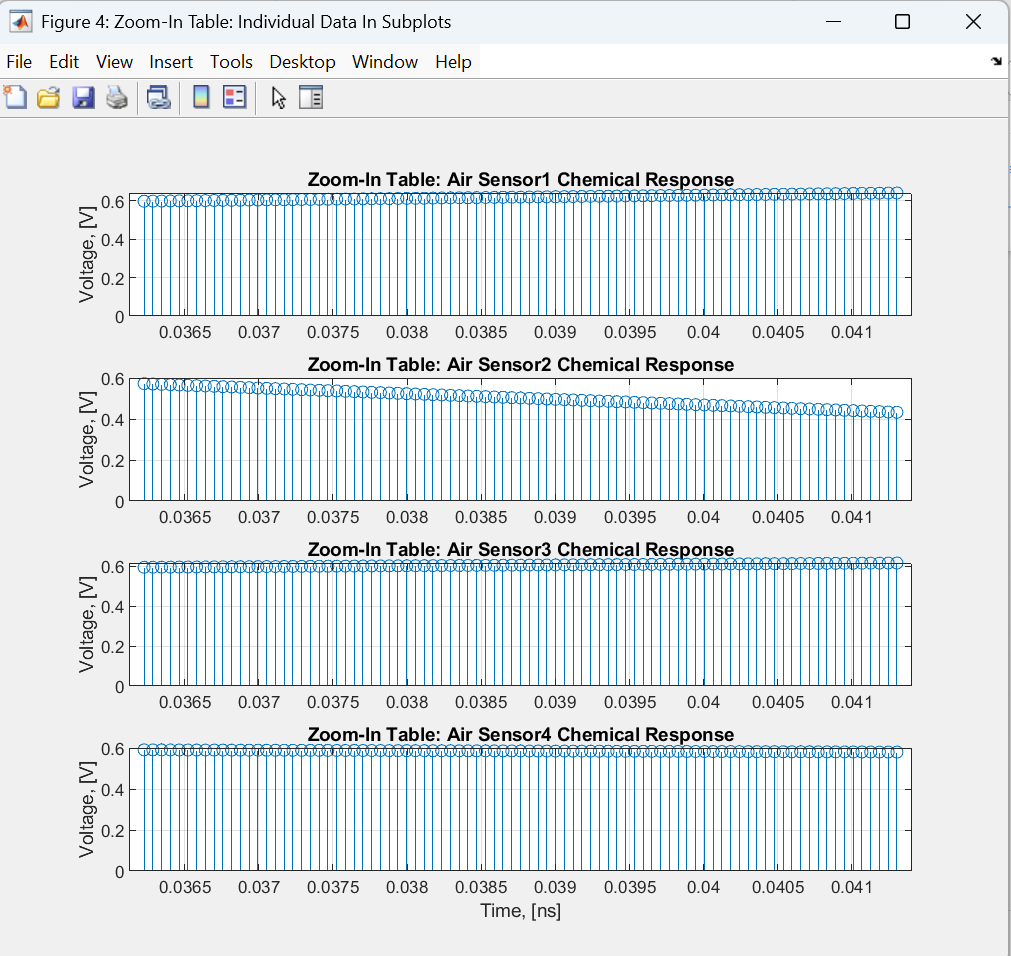 Figure 4: Zoom-In Table: Individual Data In Subplots
File Edit View Insert Tools Desktop Window Help
Zoom-In Table: Air Sensor1 Chemical Response
Voltage, [V]
0.6
0.4
0.2
0
0.0365 0.037 0.0375 0.038 0.0385 0.039 0.0395 0.04 0.0405 0.041
Zoom-In Table: Air Sensor2 Chemical Response
Voltage, [V]
0.6
0.4
0.2
0
0.0365 0.037 0.0375 0.038 0.0385 0.039 0.0395 0.04 0.0405 0.041
Zoom-In Table: Air Sensor3 Chemical Response
Voltage, [V]
0.6
0.4
0.2
0
0.0365 0.037 0.0375 0.038 0.0385 0.039 0.0395 0.04 0.0405 0.041
Zoom-In Table: Air Sensor4 Chemical Response
Voltage, [V]
0.6
0.4
0.2
0
0.0365 0.037 0.0375 0.038 0.0385 0.039 0.0395 0.04 0.0405 0.041
Time, [ns]